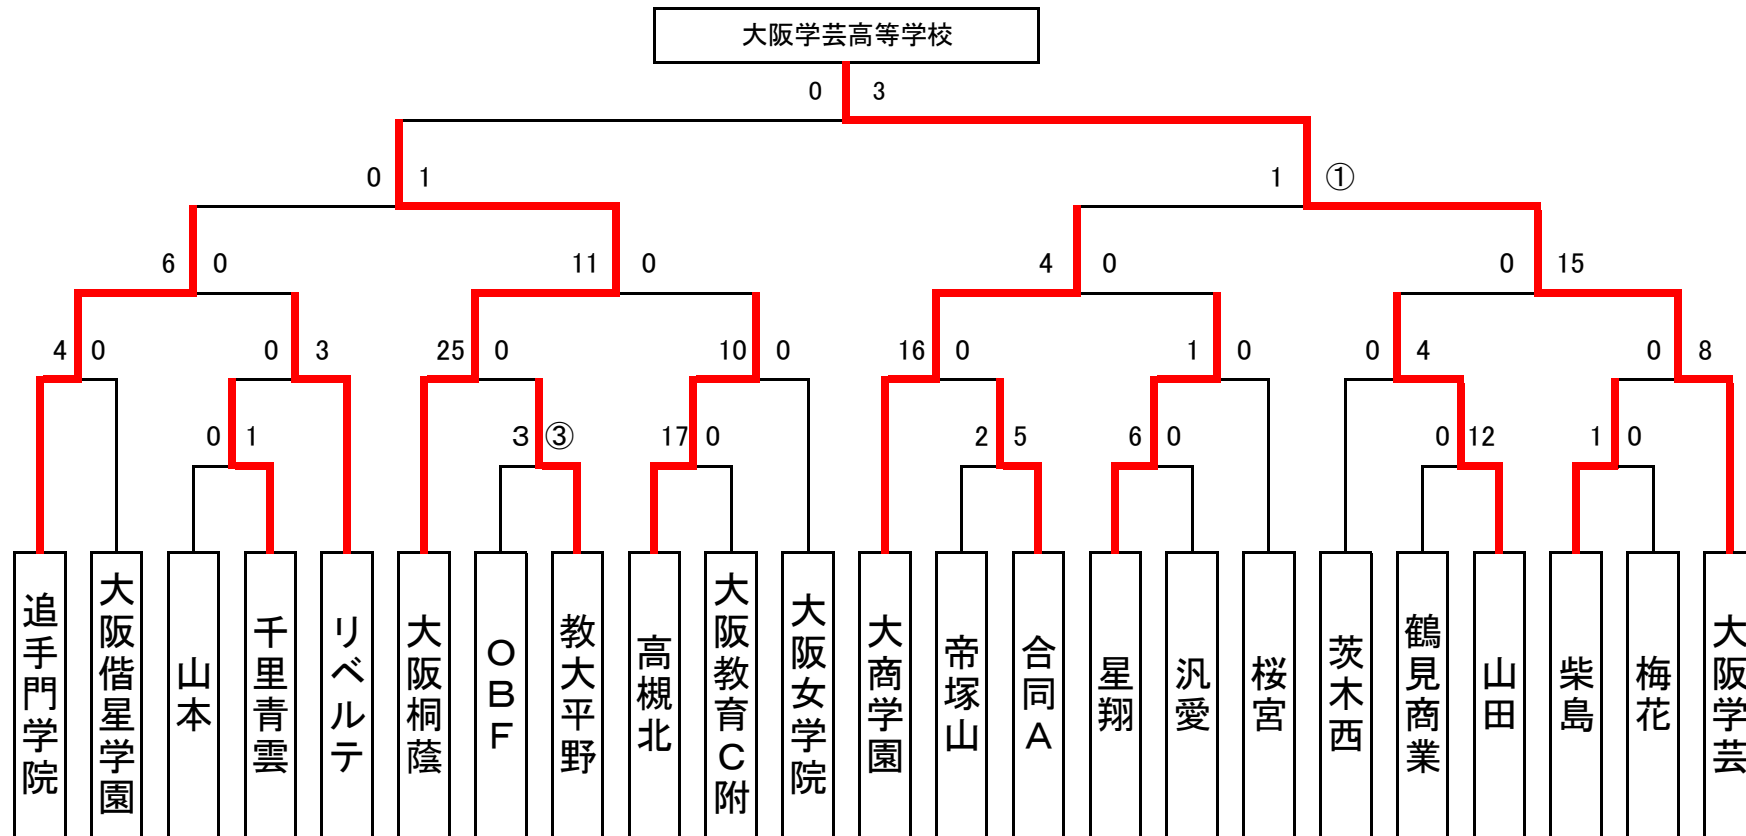 大阪学芸高等学校
0 3
0 1 1 ①
6 0 11 0 4 0 0 15
4 0 0 3 25 0 10 0 16 0 1 0 0 4 0 8
0 1 3 ③ 17 0 2 5 6 0 0 12 1 0
追手門学院
大阪偕星学園
山本
千里青雲
リベルテ
大阪桐蔭
ＯＢＦ
教大平野
高槻北
大阪教育Ｃ附
大阪女学院
大商学園
帝塚山
合同Ａ
星翔
汎愛
桜宮
茨木西
鶴見商業
山田
柴島
梅花
大阪学芸